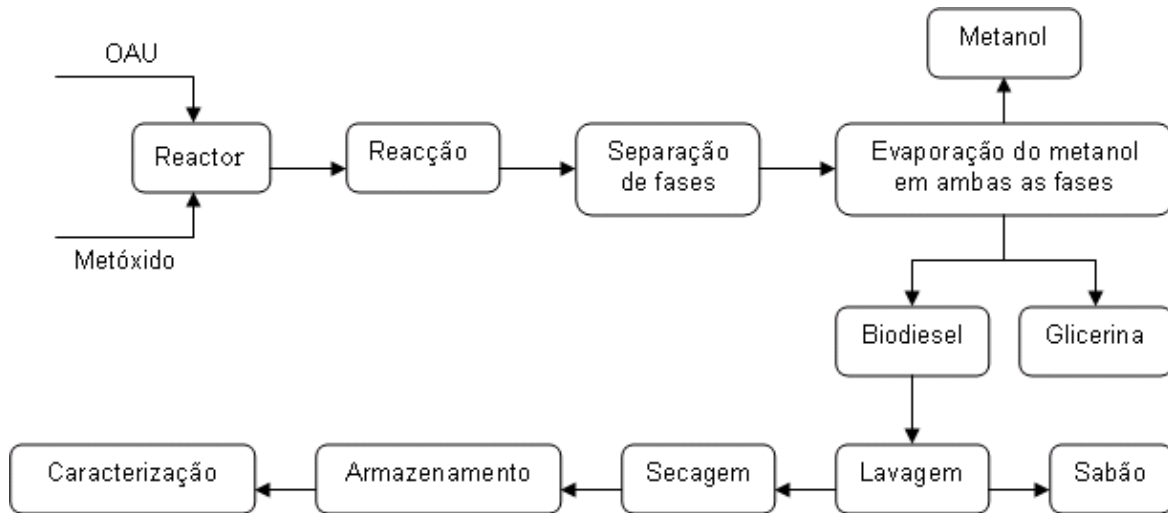 OAU
Metanol
Reactor
Reacção
Separação
de fases
Evaporação do metanol
em ambas as fases
Metóxido
Biodiesel
Glicerina
Caracterização
Armazenamento
Secagem
Lavagem
Sabão